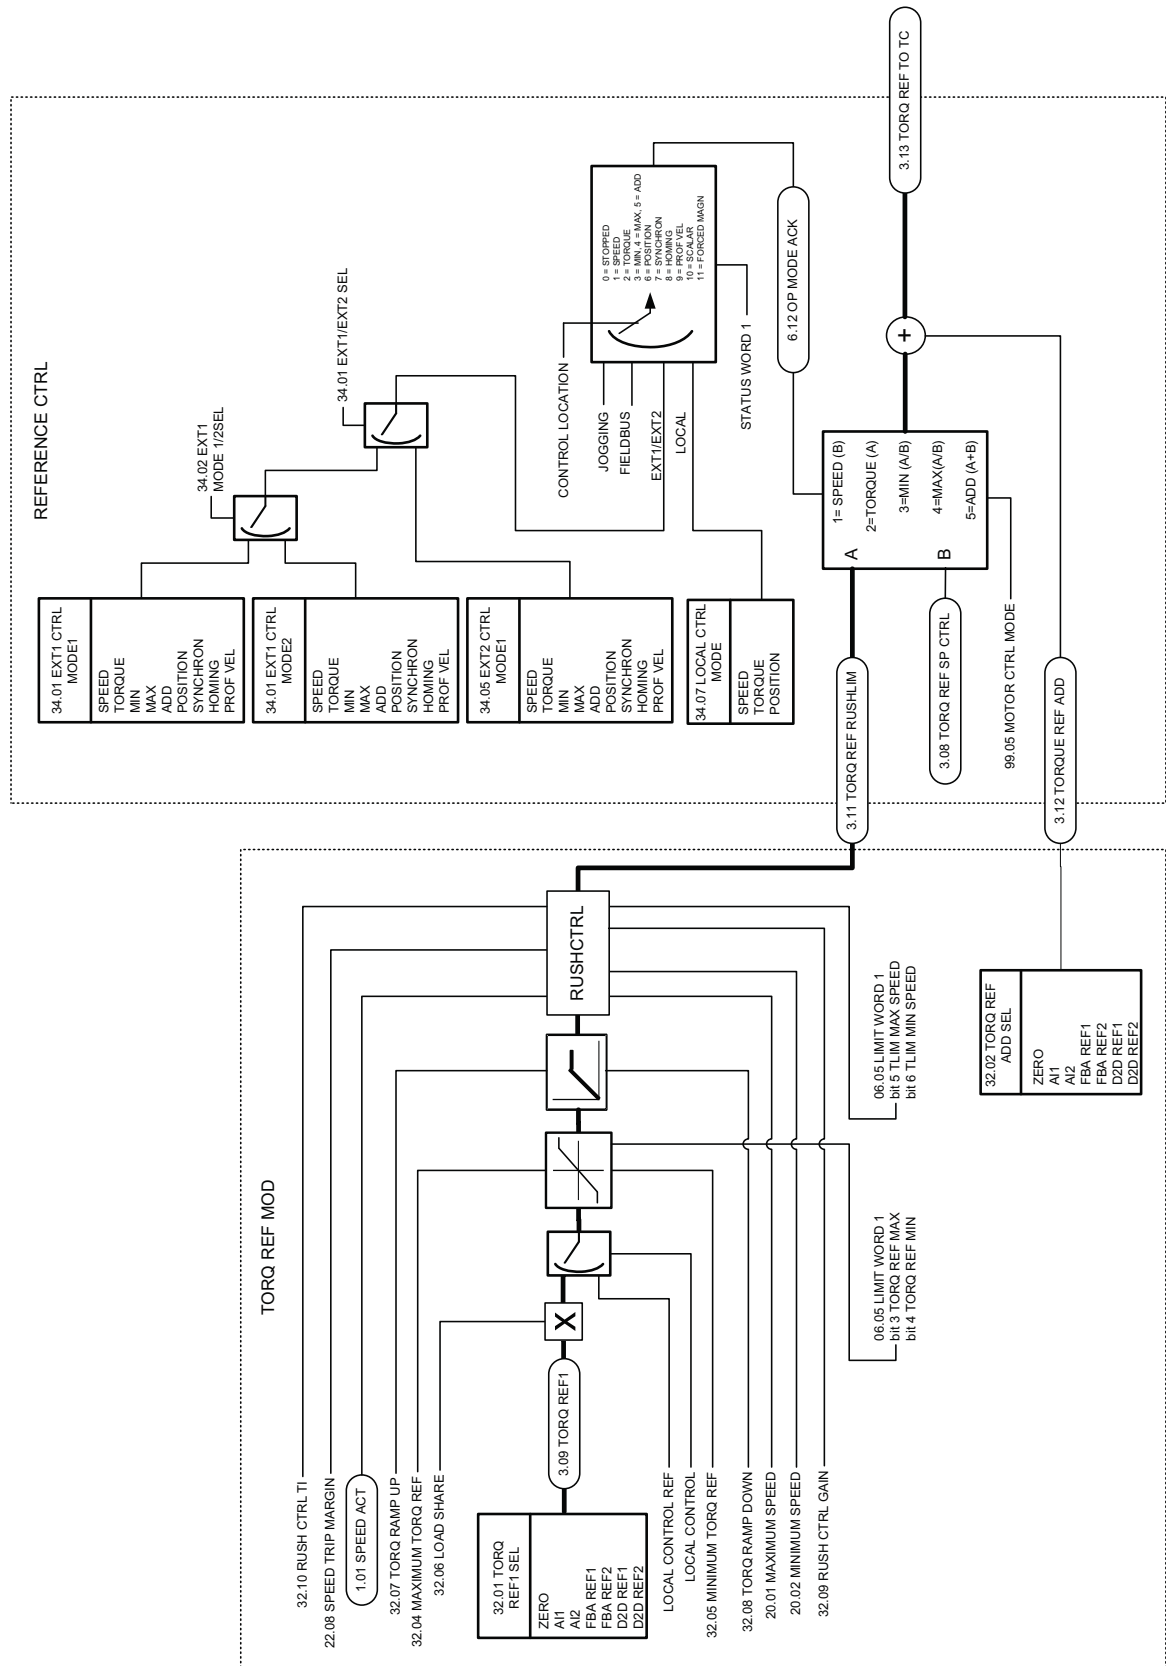 TORQ REF MOD
32.10 RUSH CTRL TI
22.08 SPEED TRIP MARGIN
1.01 SPEED ACT
32.07 TORQ RAMP UP
32.04 MAXIMUM TORQ REF
32.06 LOAD SHARE
32.01 TORQ
REF1 SEL
ZERO
AI1
AI2
FBA REF1
FBA REF2
D2D REF1
D2D REF2
3.09 TORQ REF1
X
RUSHCTRL
LOCAL CONTROL REF
LOCAL CONTROL
32.05 MINIMUM TORQ REF
32.08 TORQ RAMP DOWN
20.01 MAXIMUM SPEED
20.02 MINIMUM SPEED
32.09 RUSH CTRL GAIN
06.05 LIMIT WORD 1
bit 3 TORQ REF MAX
bit 4 TORQ REF MIN
06.05 LIMIT WORD 1
bit 5 TLIM MAX SPEED
bit 6 TLIM MIN SPEED
32.02 TORQ REF
ADD SEL
ZERO
AI1
AI2
FBA REF1
FBA REF2
D2D REF1
D2D REF2
REFERENCE CTRL
34.01 EXT1 CTRL
MODE1
SPEED
TORQUE
MIN
MAX
ADD
POSITION
SYNCHRON
HOMING
PROF VEL
34.01 EXT1 CTRL
MODE2
SPEED
TORQUE
MIN
MAX
ADD
POSITION
SYNCHRON
HOMING
PROF VEL
34.05 EXT2 CTRL
MODE1
SPEED
TORQUE
MIN
MAX
ADD
POSITION
SYNCHRON
HOMING
PROF VEL
34.07 LOCAL CTRL
MODE
SPEED
TORQUE
POSITION
34.02 EXT1
MODE 1/2SEL
34.01 EXT1/EXT2 SEL
CONTROL LOCATION
JOGGING
FIELDBUS
EXT1/EXT2
LOCAL
0 = STOPPED
1 = SPEED
2 = TORQUE
3 = MIN, 4 = MAX, 5 = ADD
6 = POSITION
7 = SYNCHRON
8 = HOMING
9 = PROF VEL
10 = SCALAR
11 = FORCED MAGN
STATUS WORD 1
6.12 OP MODE ACK
3.11 TORQ REF RUSHLIM
3.08 TORQ REF SP CTRL
99.05 MOTOR CTRL MODE
3.12 TORQUE REF ADD
A
B
1= SPEED (B)
2=TORQUE (A)
3=MIN (A/B)
4=MAX(A/B)
5=ADD (A+B)
+
3.13 TORQ REF TO TC